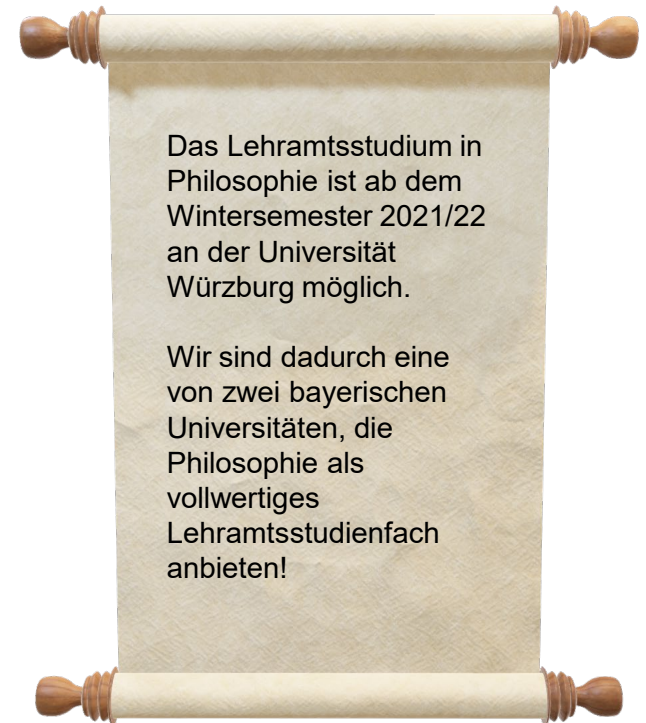 Das Lehramtsstudium in
Philosophie ist ab dem
Wintersemester 2021/22
an der Universität
Würzburg möglich.
Wir sind dadurch eine
von zwei bayerischen
Universitäten, die
Philosophie als
vollwertiges
Lehramtsstudienfach
anbieten!